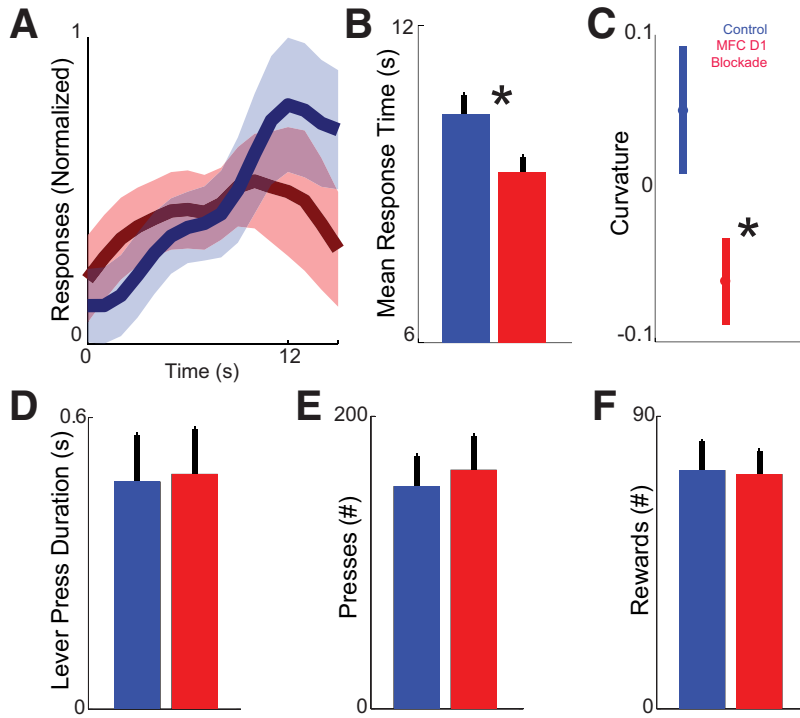 A
Responses (Normalized)
1
0
0
12
Time (s)
B
Mean Response Time (s)
12
6
*
C
Control
MFC D1
Blockade
Curvature
0.1
0
-0.1
*
D
Lever Press Duration (s)
0.6
0
E
Presses (#)
200
0
F
Rewards (#)
90
0